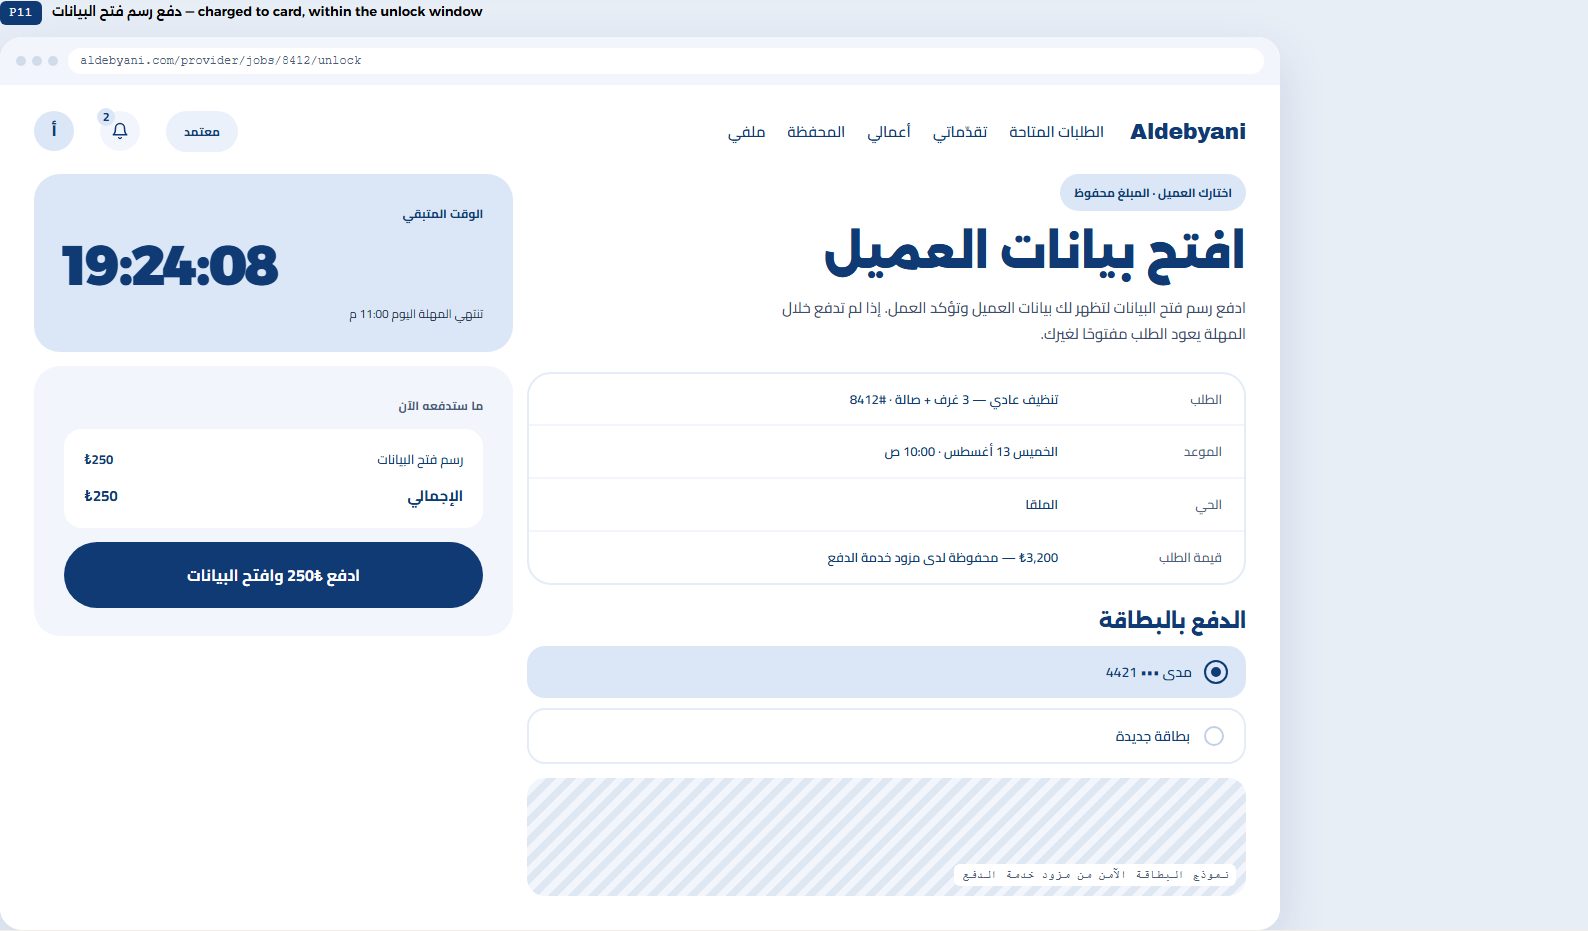 P11 دفع رسم فتح البيانات — charged to card, within the unlock window
aldebyani.com/provider/jobs/8412/unlock
Aldebyani
الطلبات المتاحة
تقدّماتي
أعمالي
المحفظة
ملفي
معتمد
2
أ
اختارك العميل · المبلغ محفوظ
افتح بيانات العميل
ادفع رسم فتح البيانات لتظهر لك بيانات العميل وتؤكد العمل. إذا لم تدفع خلال
المهلة يعود الطلب مفتوحًا لغيرك.
الطلب
تنظيف عادي — 3 غرف + صالة · #8412
الموعد
الخميس 13 أغسطس · 10:00 ص
الحي
الملقا
قيمة الطلب
₺3,200 — محفوظة لدى مزود خدمة الدفع
الدفع بالبطاقة
مدى ••• 4421
بطاقة جديدة
نموذج البطاقة الآمن من مزود خدمة الدفع
الوقت المتبقي
19:24:08
تنتهي المهلة اليوم 11:00 م
ما ستدفعه الآن
رسم فتح البيانات
₺250
الإجمالي
₺250
ادفع ₺250 وافتح البيانات